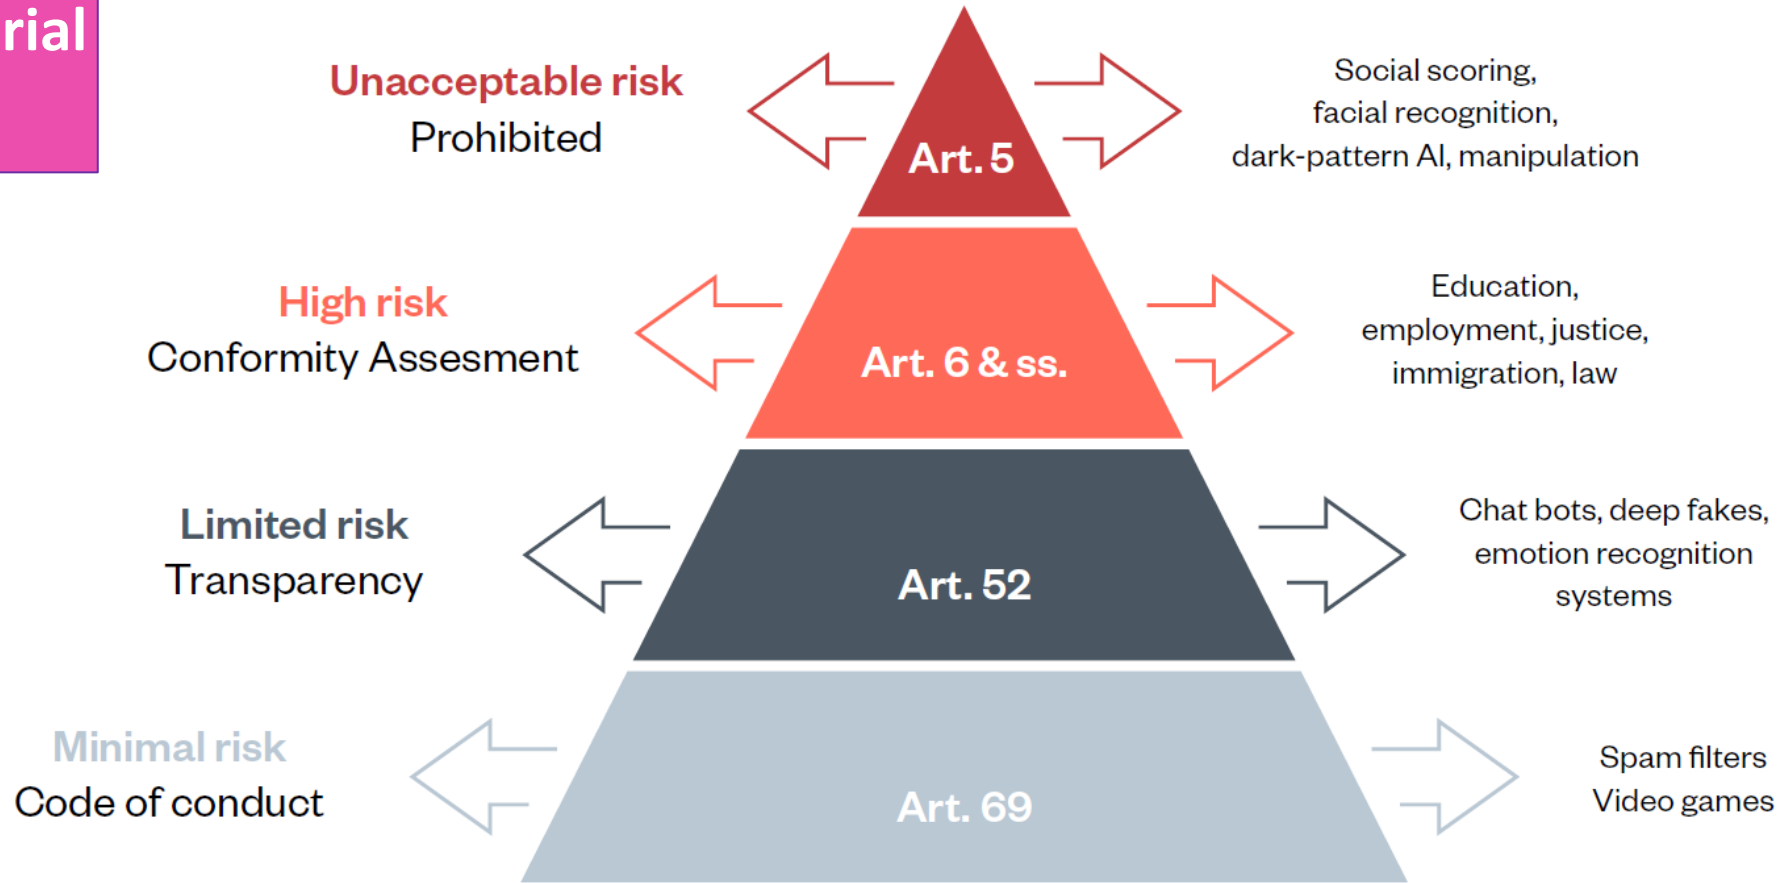 rial
Unacceptable risk
Prohibited
Art. 5
Social scoring,
facial recognition,
dark-pattern AI, manipulation
High risk
Conformity Assesment
Art. 6 & ss.
Education,
employment, justice,
immigration, law
Limited risk
Transparency
Art. 52
Chat bots, deep fakes,
emotion recognition
systems
Minimal risk
Code of conduct
Art. 69
Spam filters
Video games